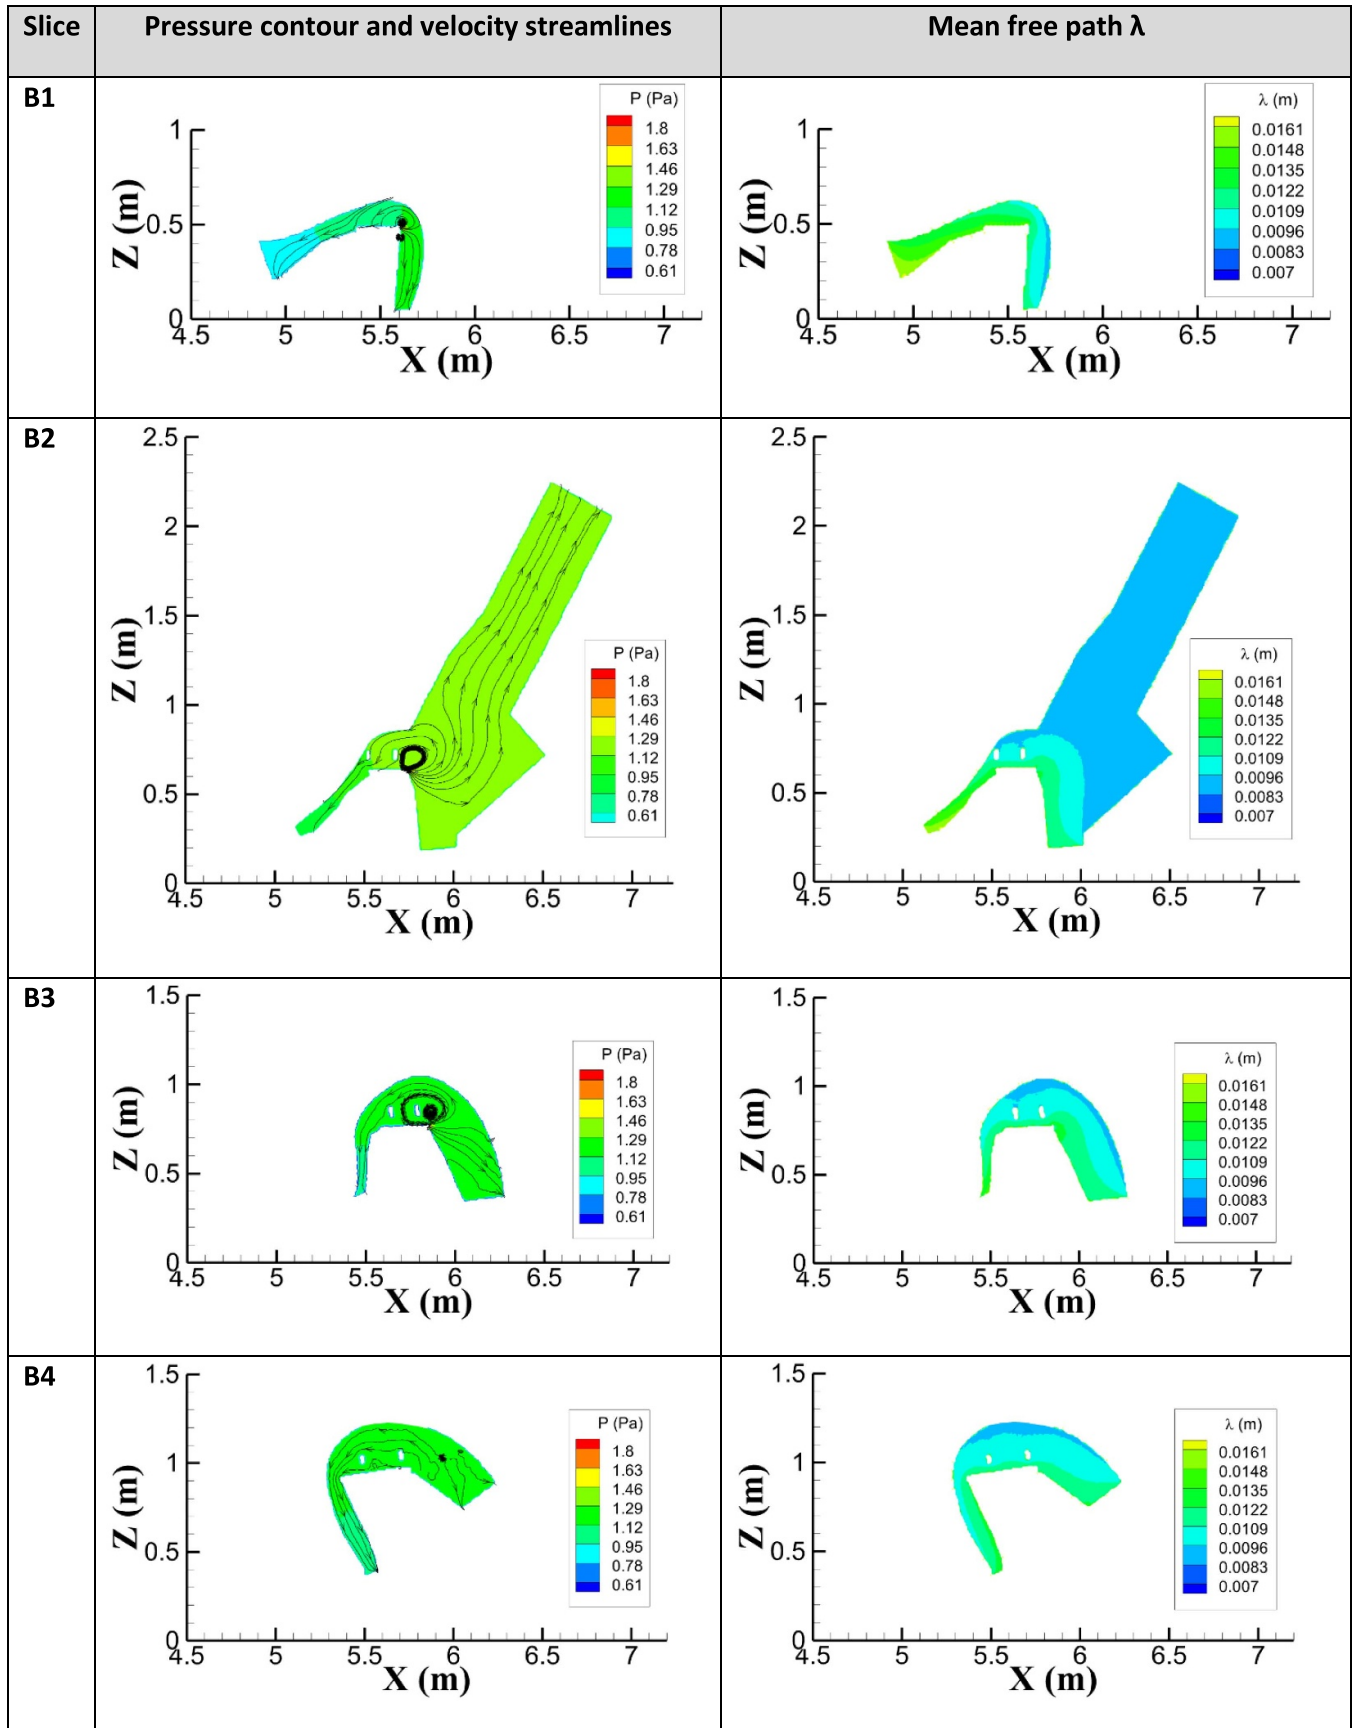 Slice Pressure contour and velocity streamlines Mean free path λ
B1
P (Pa)
1.8
1.63
1.46
1.29
1.12
0.95
0.78
0.61
1
0.5
0
Z (m)
4.5 5 5.5 6 6.5 7
X (m)
λ (m)
0.0161
0.0148
0.0135
0.0122
0.0109
0.0096
0.0083
0.007
1
0.5
0
Z (m)
4.5 5 5.5 6 6.5 7
X (m)
B2
2.5
2
1.5
1
0.5
0
Z (m)
P (Pa)
1.8
1.63
1.46
1.29
1.12
0.95
0.78
0.61
4.5 5 5.5 6 6.5 7
X (m)
2.5
2
1.5
1
0.5
0
Z (m)
λ (m)
0.0161
0.0148
0.0135
0.0122
0.0109
0.0096
0.0083
0.007
4.5 5 5.5 6 6.5 7
X (m)
B3
1.5
1
0.5
0
Z (m)
P (Pa)
1.8
1.63
1.46
1.29
1.12
0.95
0.78
0.61
4.5 5 5.5 6 6.5 7
X (m)
1.5
1
0.5
0
Z (m)
λ (m)
0.0161
0.0148
0.0135
0.0122
0.0109
0.0096
0.0083
0.007
4.5 5 5.5 6 6.5 7
X (m)
B4
1.5
1
0.5
0
Z (m)
P (Pa)
1.8
1.63
1.46
1.29
1.12
0.95
0.78
0.61
4.5 5 5.5 6 6.5 7
X (m)
1.5
1
0.5
0
Z (m)
λ (m)
0.0161
0.0148
0.0135
0.0122
0.0109
0.0096
0.0083
0.007
4.5 5 5.5 6 6.5 7
X (m)